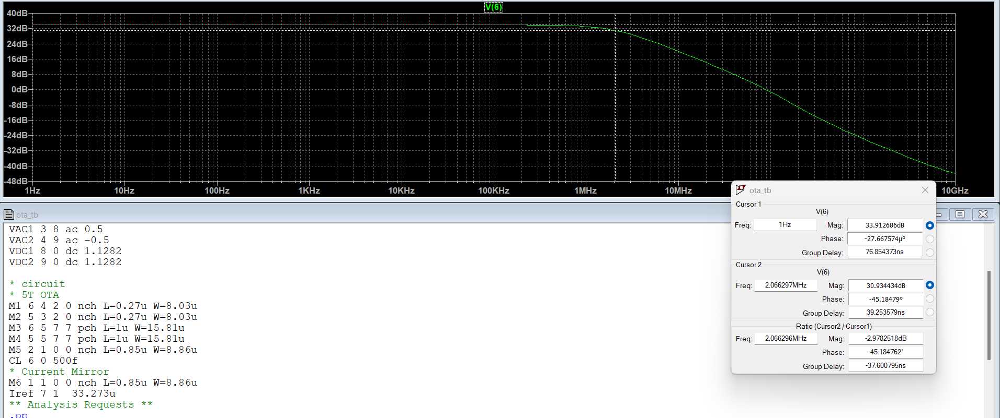 V(6)
40dB
32dB
24dB
16dB
8dB
0dB
-8dB
-16dB
-24dB
-32dB
-40dB
-48dB
1Hz 10Hz 100Hz 1KHz 10KHz 100KHz 1MHz 10MHz 10GHz
ota_tb
VAC1 3 8 ac 0.5
VAC2 4 9 ac -0.5
VDC1 8 0 dc 1.1282
VDC2 9 0 dc 1.1282
* circuit
* 5T OTA
M1 6 4 2 0 nch L=0.27u W=8.03u
M2 5 3 2 0 nch L=0.27u W=8.03u
M3 6 5 7 7 pch L=1u W=15.81u
M4 5 5 7 7 pch L=1u W=15.81u
M5 2 1 0 0 nch L=0.85u W=8.86u
CL 6 0 500f
* Current Mirror
M6 1 1 0 0 nch L=0.85u W=8.86u
Iref 7 1  33.273u
** Analysis Requests **
.op
ota_tb
Cursor 1
V(6)
Freq: 1Hz Mag: 33.912686dB
Phase: -27.667574µ°
Group Delay: 76.854373ns
Cursor 2
V(6)
Freq: 2.066297MHz Mag: 30.934434dB
Phase: -45.18479°
Group Delay: 39.253579ns
Ratio (Cursor2 / Cursor1)
Freq: 2.066296MHz Mag: -2.9782518dB
Phase: -45.184762°
Group Delay: -37.600795ns